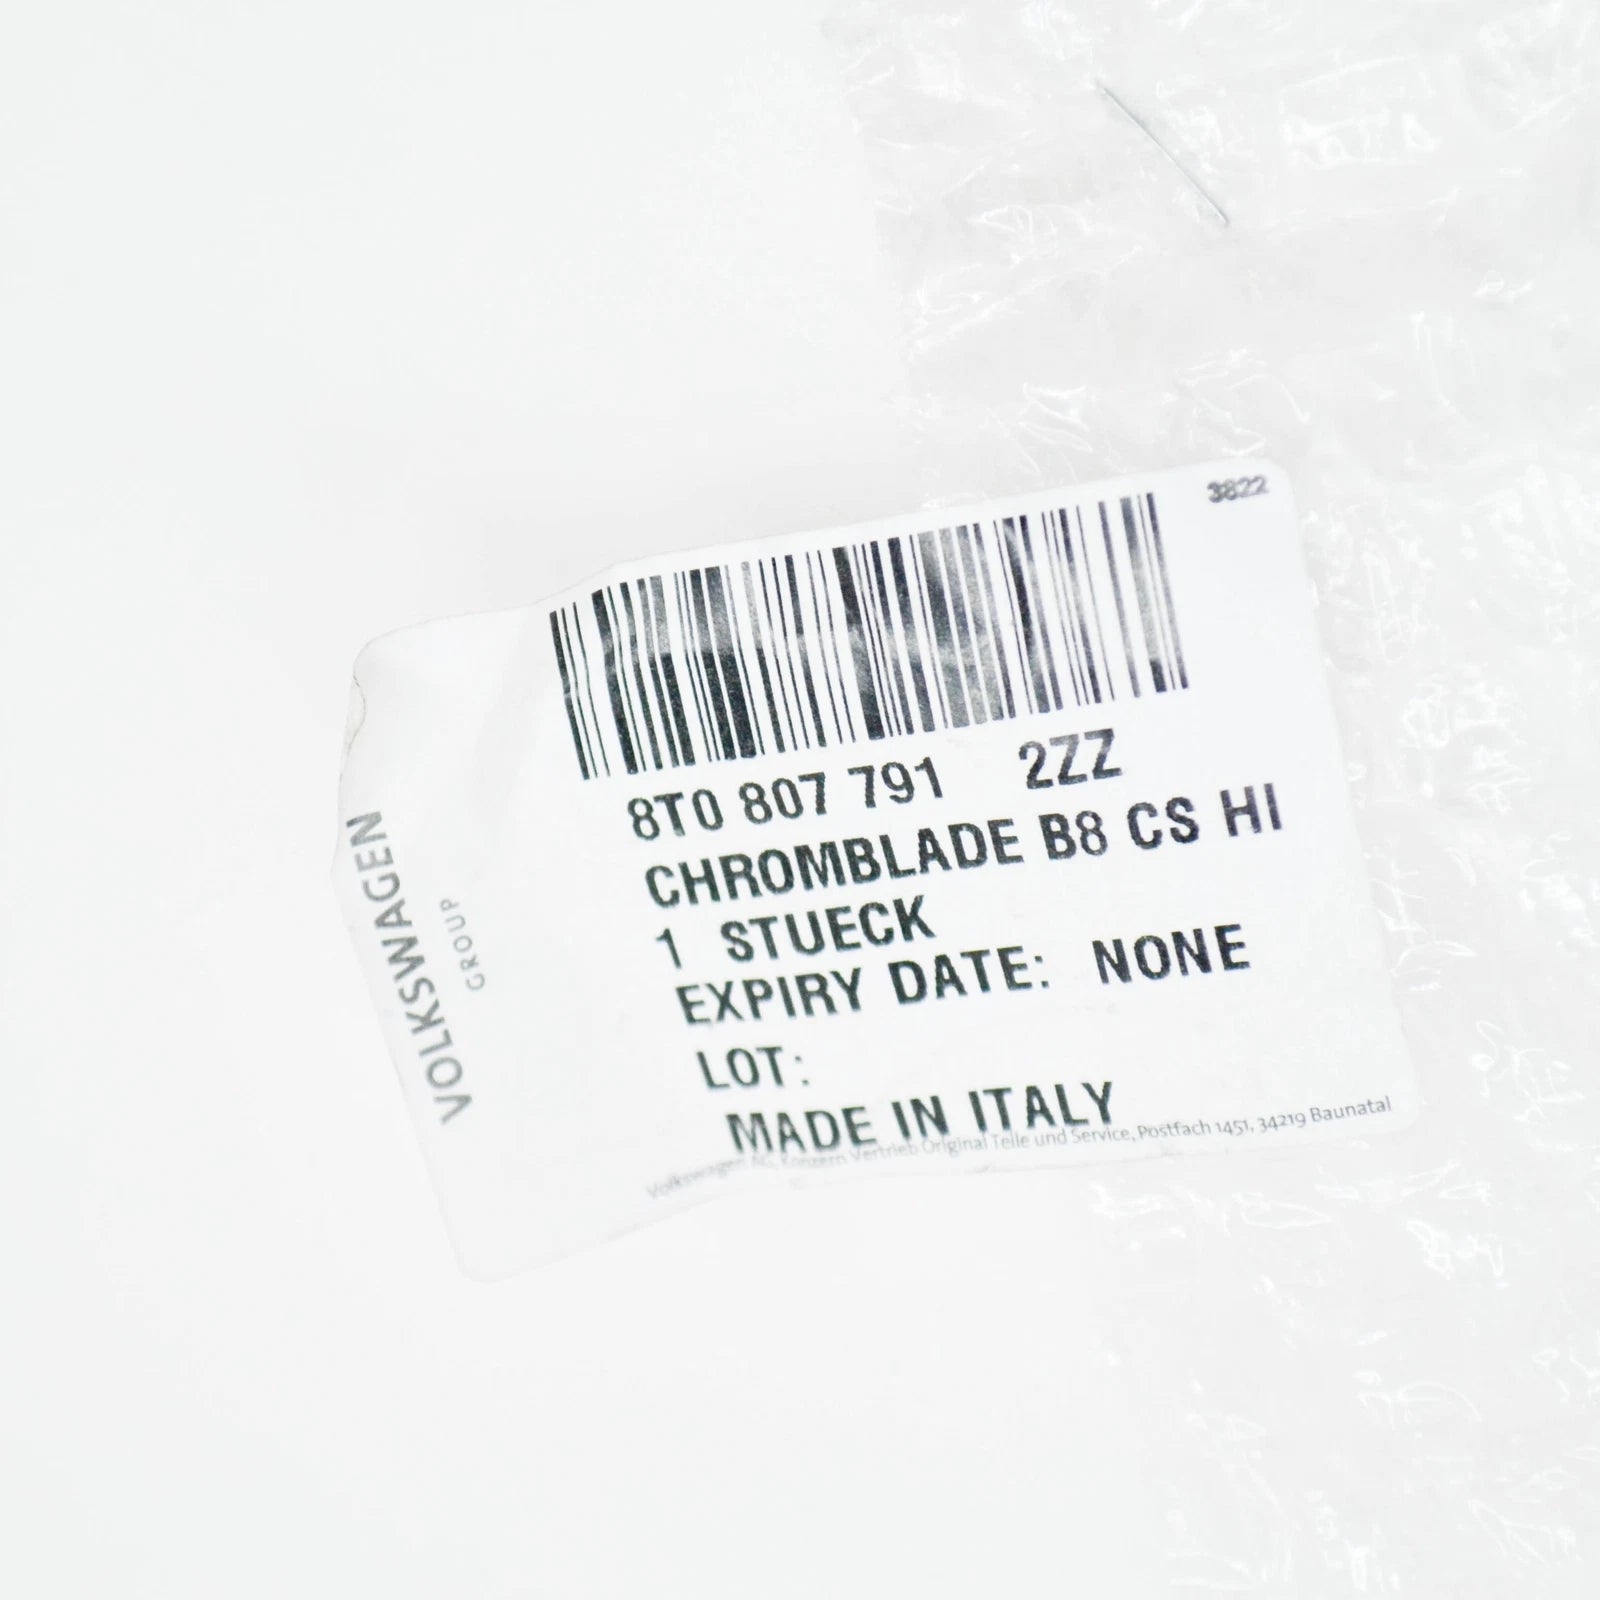 3822
8T0 807 791 2ZZ
CHROMBLADE B8 CS HI
1 STUECK
EXPIRY DATE: NONE
LOT:
MADE IN ITALY
Volkswagen AG, Konzern Vertrieb Original Teile und Service, Postfach 1451, 34219 Baunatal
VOLKSWAGEN
GROUP